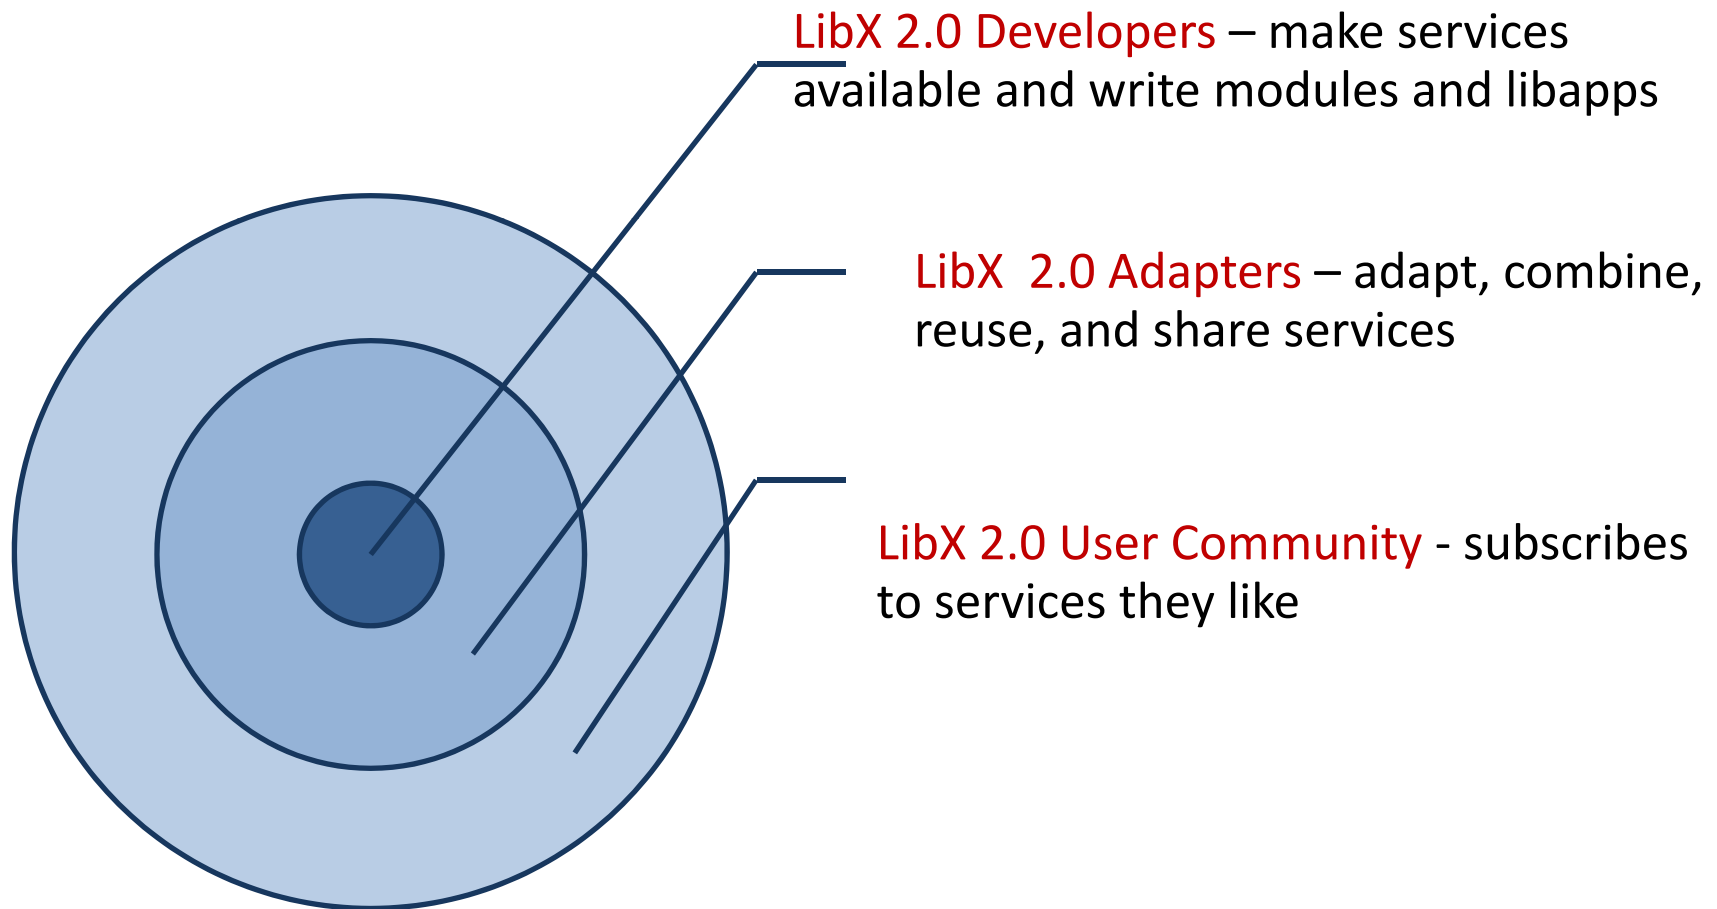 LibX 2.0 Developers – make services
available and write modules and libapps
LibX  2.0 Adapters – adapt, combine,
reuse, and share services
LibX 2.0 User Community - subscribes
to services they like